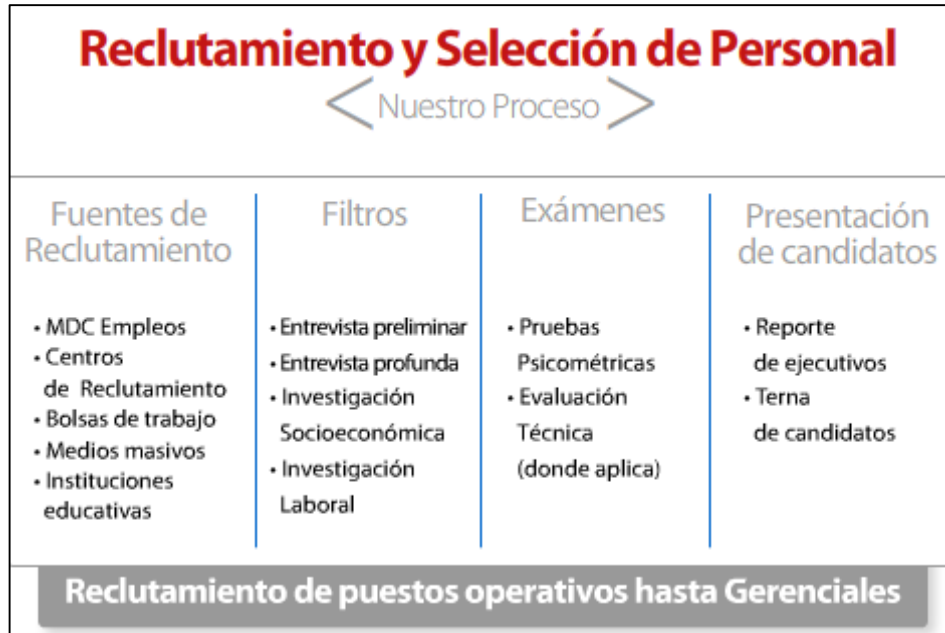 Reclutamiento y Selección de Personal
< Nuestro Proceso >
Fuentes de
Reclutamiento
• MDC Empleos
• Centros
de Reclutamiento
• Bolsas de trabajo
• Medios masivos
• Instituciones
educativas
Filtros
• Entrevista preliminar
• Entrevista profunda
• Investigación
Socioeconómica
• Investigación
Laboral
Exámenes
• Pruebas
Psicométricas
• Evaluación
Técnica
(donde aplica)
Presentación
de candidatos
• Reporte
de ejecutivos
• Terna
de candidatos
Reclutamiento de puestos operativos hasta Gerenciales